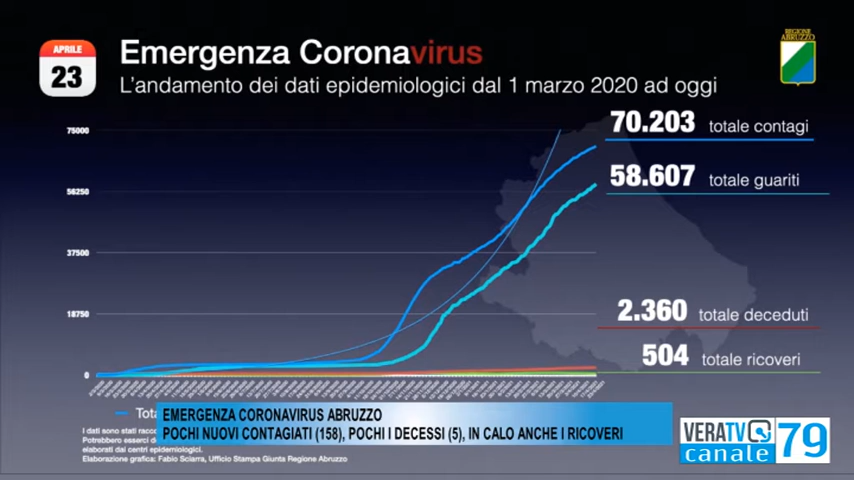 APRILE
23
Emergenza Coronavirus
L'andamento dei dati epidemiologici dal 1 marzo 2020 ad oggi
REGIONE
ABRUZZO
75000
56250
37500
18750
0
70.203 totale contagi
58.607 totale guariti
2.360 totale deceduti
504 totale ricoveri
Tota
I dati sono stati racco
Potrebbero esserci d
elaborati dai centri epidemiologici.
Elaborazione grafica: Fabio Sciarra, Ufficio Stampa Giunta Regione Abruzzo
EMERGENZA CORONAVIRUS ABRUZZO
POCHI NUOVI CONTAGIATI (158), POCHI I DECESSI (5), IN CALO ANCHE I RICOVERI
VERATV
canale 79